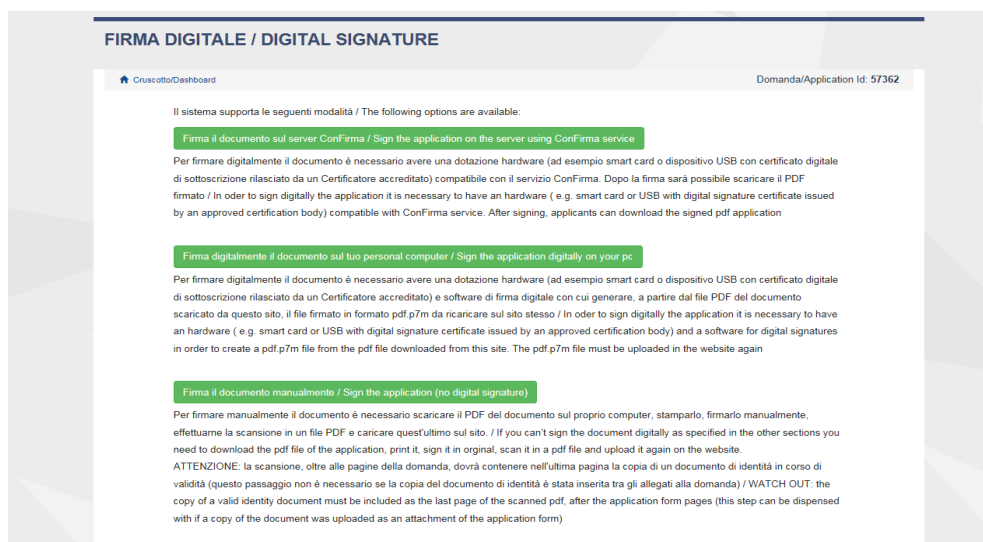 FIRMA DIGITALE / DIGITAL SIGNATURE
Cruscotto/Dashboard
Domanda/Application Id: 57362
Il sistema supporta le seguenti modalità / The following options are available:
Firma il documento sul server ConFirma / Sign the application on the server using ConFirma service
Per firmare digitalmente il documento è necessario avere una dotazione hardware (ad esempio smart card o dispositivo USB con certificato digitale
di sottoscrizione rilasciato da un Certificatore accreditato) compatibile con il servizio ConFirma. Dopo la firma sarà possibile scaricare il PDF
firmato / In oder to sign digitally the application it is necessary to have an hardware ( e.g. smart card or USB with digital signature certificate issued
by an approved certification body) compatible with ConFirma service. After signing, applicants can download the signed pdf application
Firma digitalmente il documento sul tuo personal computer / Sign the application digitally on your pc
Per firmare digitalmente il documento è necessario avere una dotazione hardware (ad esempio smart card o dispositivo USB con certificato digitale
di sottoscrizione rilasciato da un Certificatore accreditato) e software di firma digitale con cui generare, a partire dal file PDF del documento
scaricato da questo sito, il file firmato in formato pdf.p7m da ricaricare sul sito stesso / In oder to sign digitally the application it is necessary to have
an hardware ( e.g. smart card or USB with digital signature certificate issued by an approved certification body) and a software for digital signatures
in order to create a pdf.p7m file from the pdf file downloaded from this site. The pdf.p7m file must be uploaded in the website again
Firma il documento manualmente / Sign the application (no digital signature)
Per firmare manualmente il documento è necessario scaricare il PDF del documento sul proprio computer, stamparlo, firmarlo manualmente,
effettuarne la scansione in un file PDF e caricare quest'ultimo sul sito. / If you can't sign the document digitally as specified in the other sections you
need to download the pdf file of the application, print it, sign it in orginal, scan it in a pdf file and upload it again on the website.
ATTENZIONE: la scansione, oltre alle pagine della domanda, dovrà contenere nell'ultima pagina la copia di un documento di identità in corso di
validità (questo passaggio non è necessario se la copia del documento di identità è stata inserita tra gli allegati alla domanda) / WATCH OUT: the
copy of a valid identity document must be included as the last page of the scanned pdf, after the application form pages (this step can be dispensed
with if a copy of the document was uploaded as an attachment of the application form)